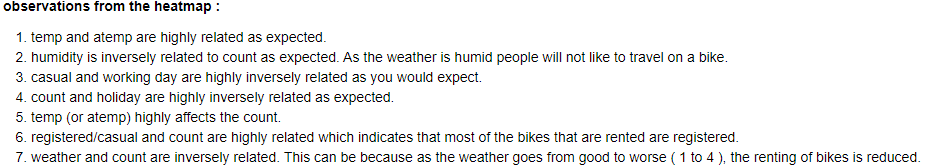 observations from the heatmap :
1. temp and atemp are highly related as expected.
2. humidity is inversely related to count as expected. As the weather is humid people will not like to travel on a bike.
3. casual and working day are highly inversely related as you would expect.
4. count and holiday are highly inversely related as expected.
5. temp (or atemp) highly affects the count.
6. registered/casual and count are highly related which indicates that most of the bikes that are rented are registered.
7. weather and count are inversely related. This can be because as the weather goes from good to worse ( 1 to 4 ), the renting of bikes is reduced.